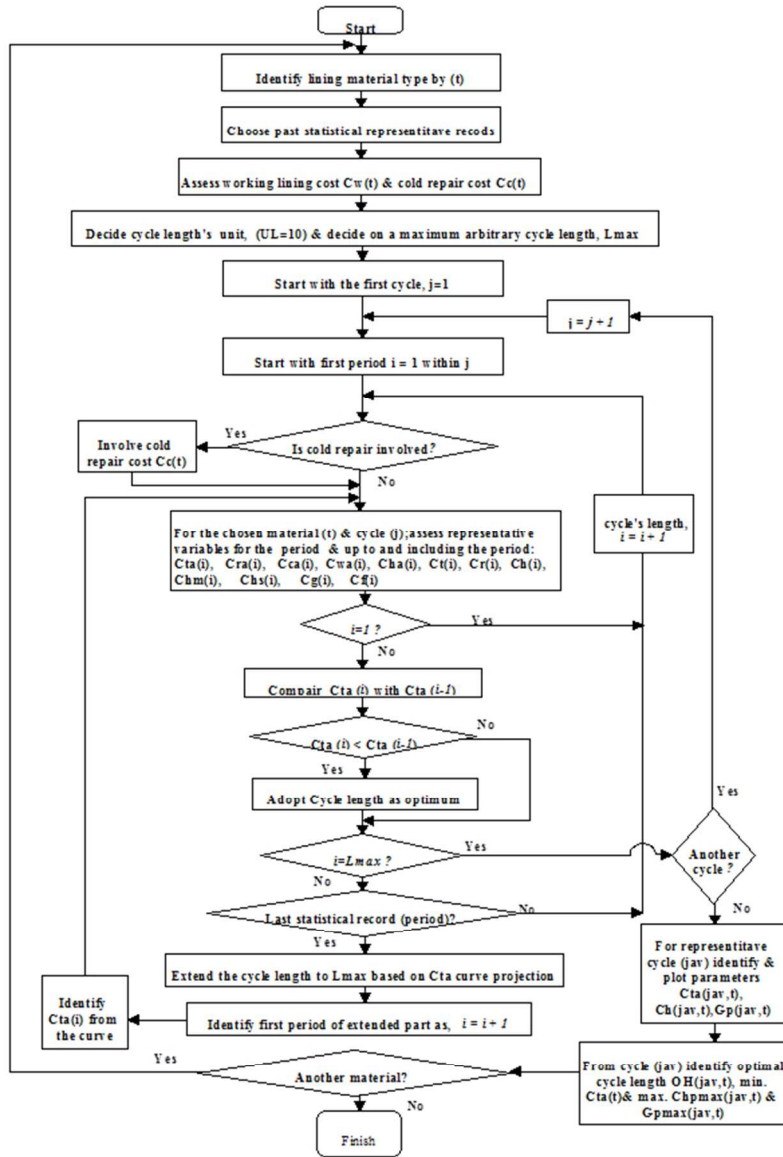 Start
Identify lining material type by (t)
Choose past statistical representitave recods
Assess working lining cost Cw(t) & cold repair cost Cc(t)
Decide cycle length's unit, (UL=10) & decide on a maximum arbitrary cycle length, Lmax
Start with the first cycle, j=1
j = j + 1
Start with first period i = 1 within j
Yes
Involve cold
repair cost Cc(t)
Is cold repair involved?
No
For the chosen material (t) & cycle (j);assess representative
variables for the period & up to and including the period:
Cta(i), Cra(i), Cca(i), Cwa(i), Cha(i), Ct(i), Cr(i), Ch(i),
Chm(i), Chs(i), Cg(i), Cf(i)
cycle's length,
i = i + 1
i=1 ?
Yes
No
Compair Cta(i) with Cta (i-1)
Cta (i) < Cta (i-1)
No
Yes
Adopt Cycle length as optimum
i=Lmax ?
Yes
No
Another
cycle ?
Yes
No
Last statistical record (period)?
No
Yes
Extend the cycle length to Lmax based on Cta curve projection
Identify
Cta(i) from
the curve
Identify first period of extended part as, i = i + 1
For representitave
cycle (jav) identify &
plot parameters
Cta(jav,t),
Ch(jav,t),Gp(jav,t)
Yes
Another material?
No
From cycle (jav) identify optimal
cycle length OH(jav,t), min.
Cta(t)& max. Chpmax(jav,t) &
Gpmax(jav,t)
Finish